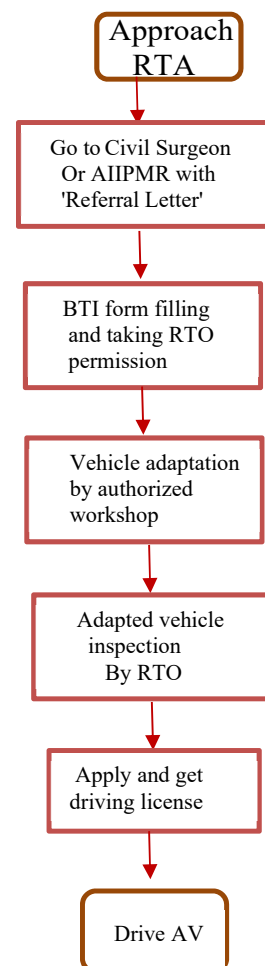 Approach
RTA
Go to Civil Surgeon
Or AIIPMR with
'Referral Letter'
BTI form filling
and taking RTO
permission
Vehicle adaptation
by authorized
workshop
Adapted vehicle
inspection
By RTO
Apply and get
driving license
Drive AV